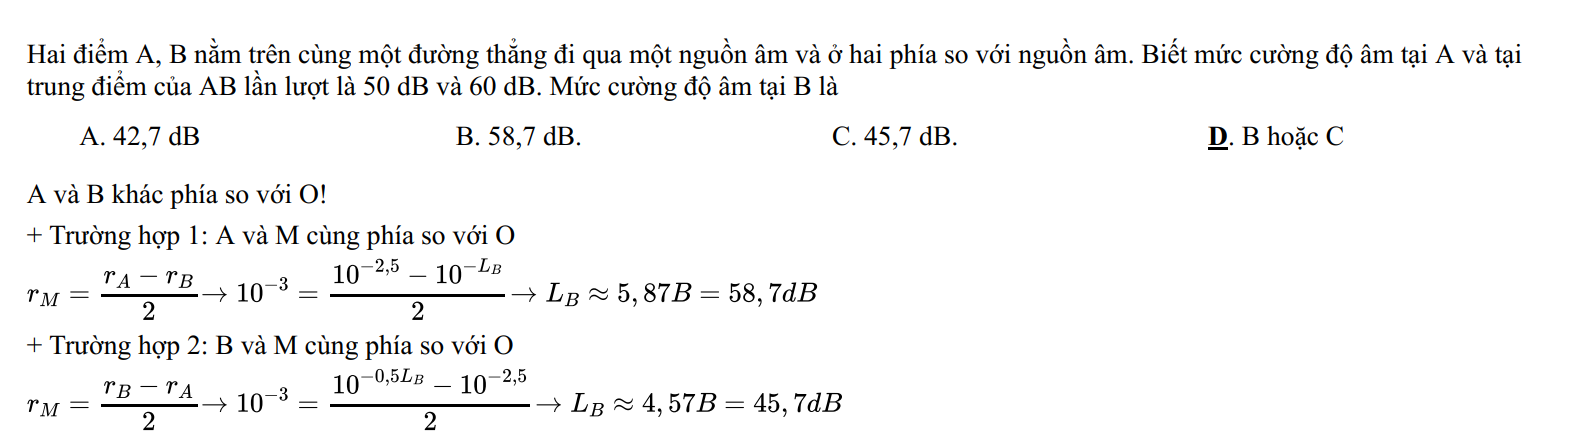 Hai điểm A, B nằm trên cùng một đường thẳng đi qua một nguồn âm và ở hai phía so với nguồn âm. Biết mức cường độ âm tại A và tại
trung điểm của AB lần lượt là 50 dB và 60 dB. Mức cường độ âm tại B là
A. 42,7 dB B. 58,7 dB. C. 45,7 dB. D. B hoặc C
A và B khác phía so với O!
+ Trường hợp 1: A và M cùng phía so với O
$r_M = \frac{r_A - r_B}{2} \rightarrow 10^{-3} = \frac{10^{-2,5} - 10^{-L_B}}{2} \rightarrow L_B \approx 5,87B = 58,7dB$
+ Trường hợp 2: B và M cùng phía so với O
$r_M = \frac{r_B - r_A}{2} \rightarrow 10^{-3} = \frac{10^{-0,5L_B} - 10^{-2,5}}{2} \rightarrow L_B \approx 4,57B = 45,7dB$